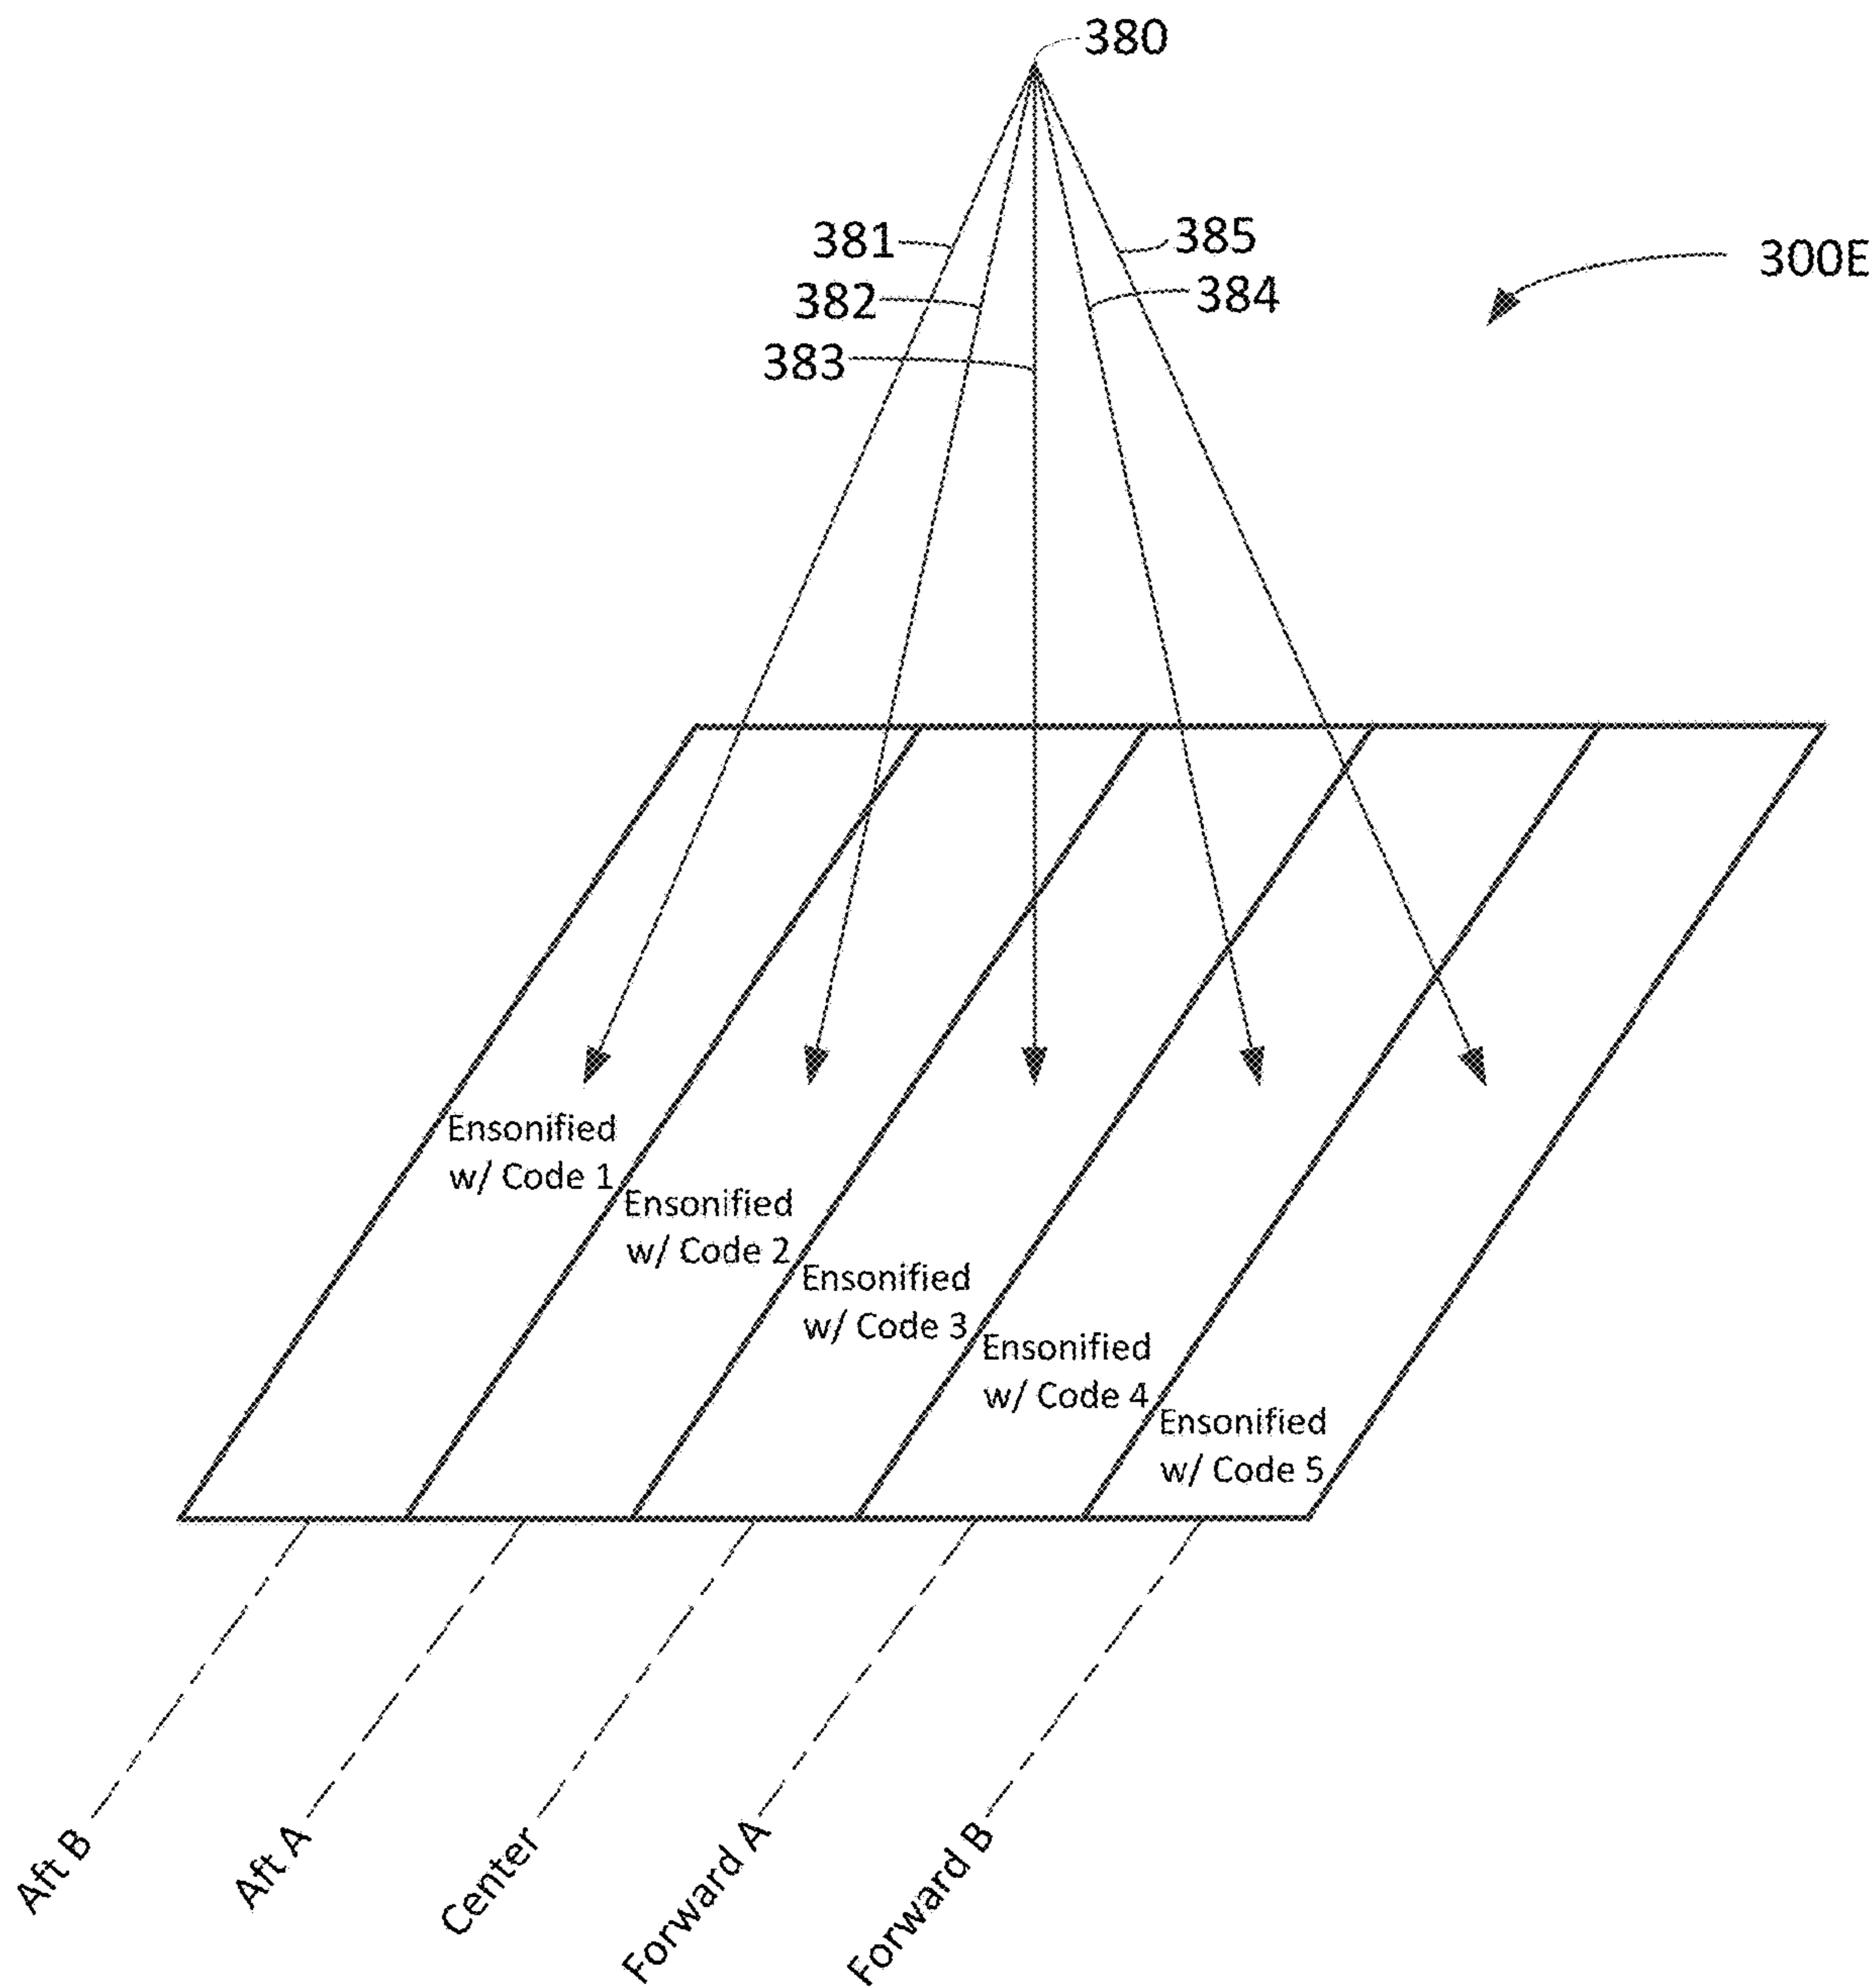 380
381
385
300E
382
384
383
Ensonified
w/ Code 1
Ensonified
w/ Code 2
Ensonified
w/ Code 3
Ensonified
w/ Code 4
Ensonified
w/ Code 5
Aft B
Aft A
Center
Forward A
Forward B